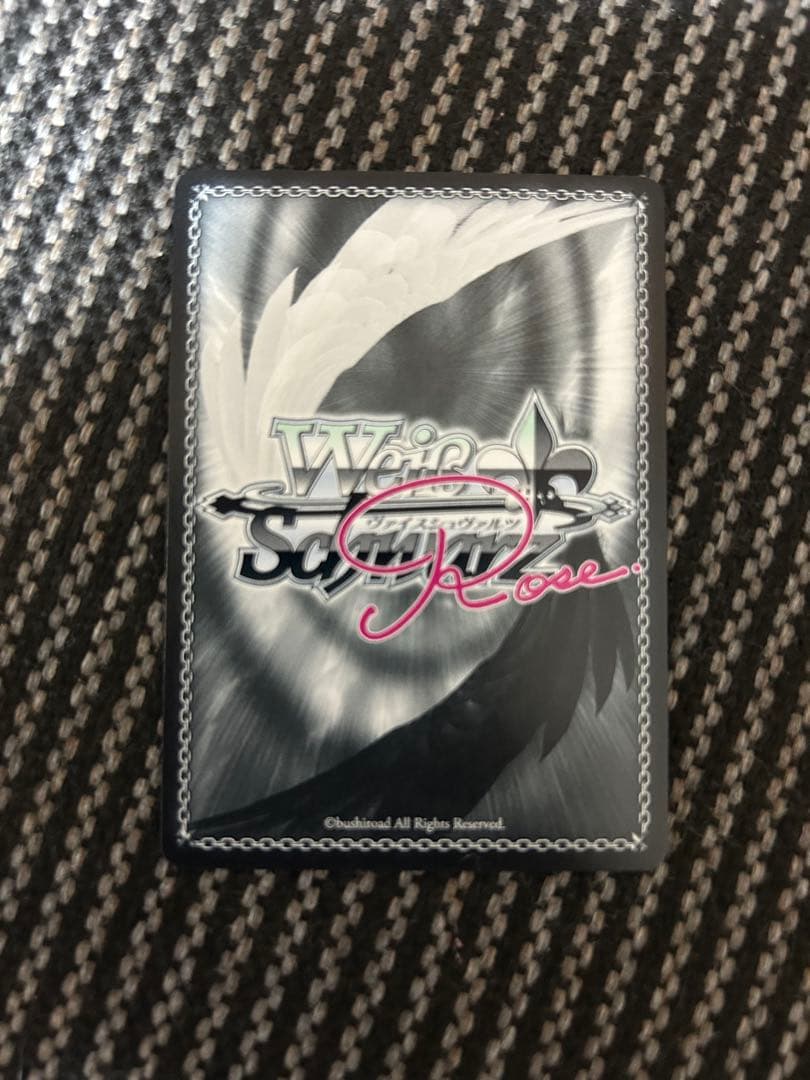 Weiß
ヴァイスシュヴァルツ
Schwarz
Rose.
©bushiroad All Rights Reserved.